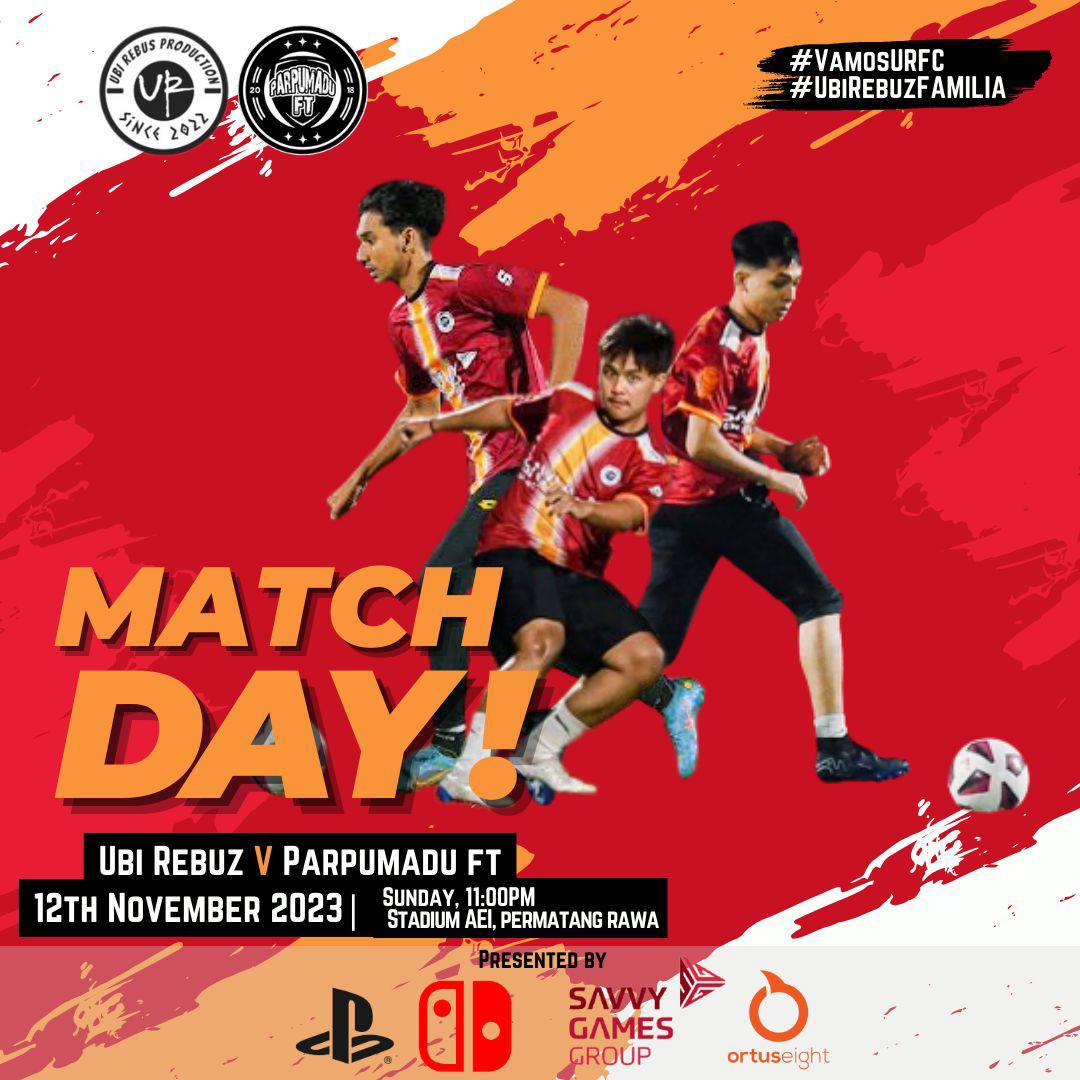 UBI REBUS PRODUCTION
UR
SINCE 2022
PARPUMADU
20 18
FT
#VAMOSURFC
#UBIREBUZFAMILIA
S
MATCH
DAY!
UBI REBUZ V PARPUMADU FT
12TH NOVEMBER 2023 |
SUNDAY, 11:00PM
STADIUM AEI, PERMATANG RAWA
PRESENTED BY
SAVVY
GAMES
GROUP
ortuseight